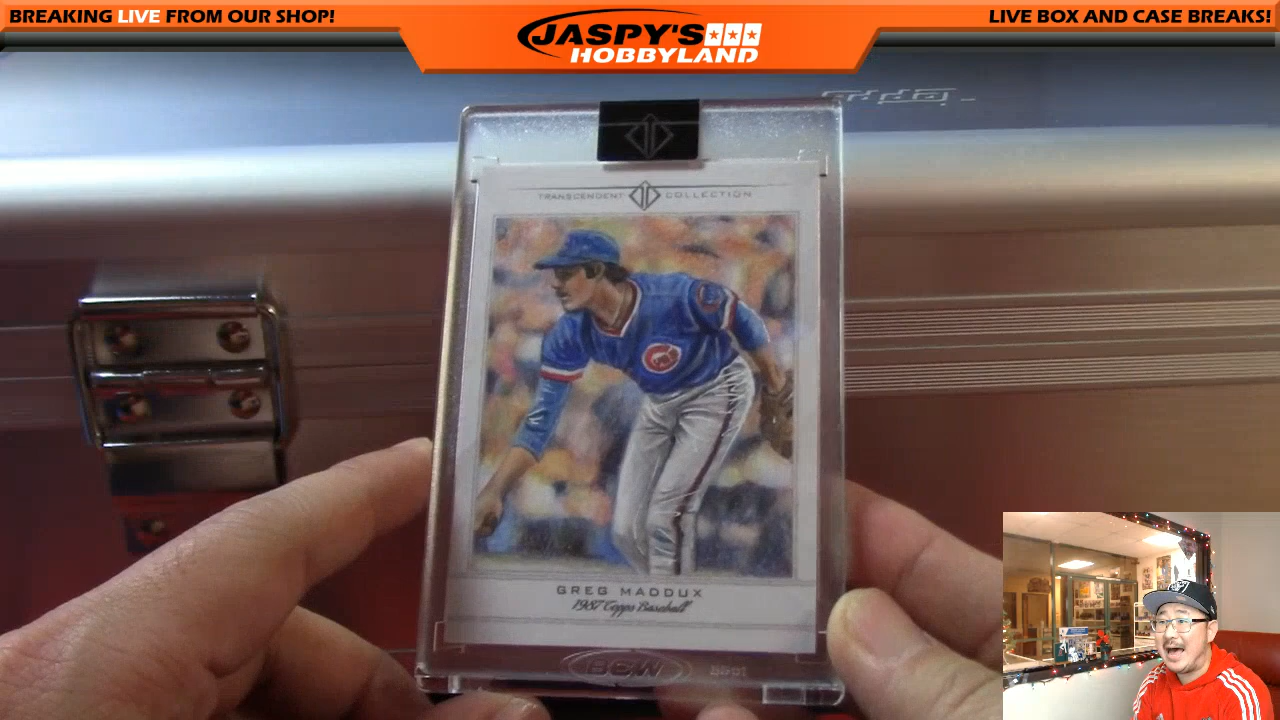 BREAKING LIVE FROM OUR SHOP!
JASPY'S
HOBBYLAND
LIVE BOX AND CASE BREAKS!
TRANSCENDENT COLLECTION
GREG MADDUX
1987 Topps Baseball
BCW